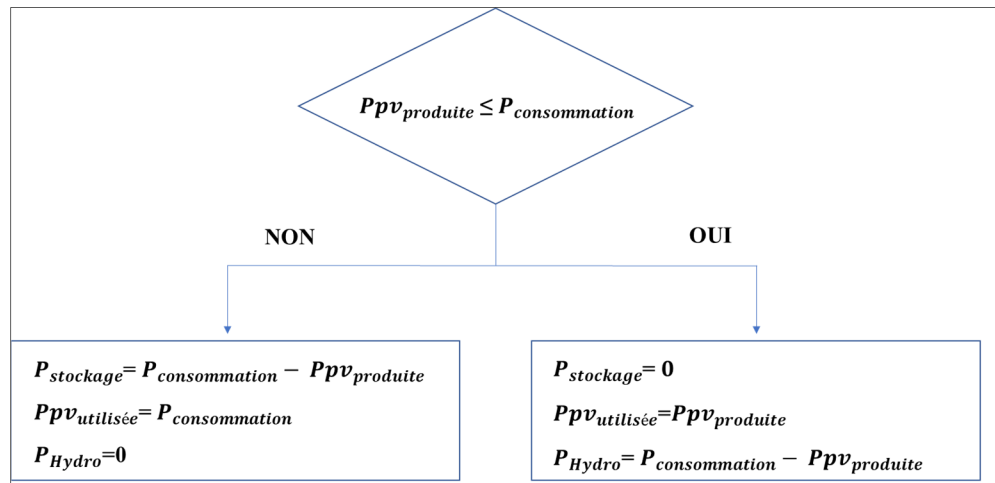 Ppv_produite ≤ P_consommation
NON
OUI
P_stockage= P_consommation − Ppv_produite
Ppv_utilisée= P_consommation
P_Hydro=0
P_stockage= 0
Ppv_utilisée=Ppv_produite
P_Hydro= P_consommation − Ppv_produite